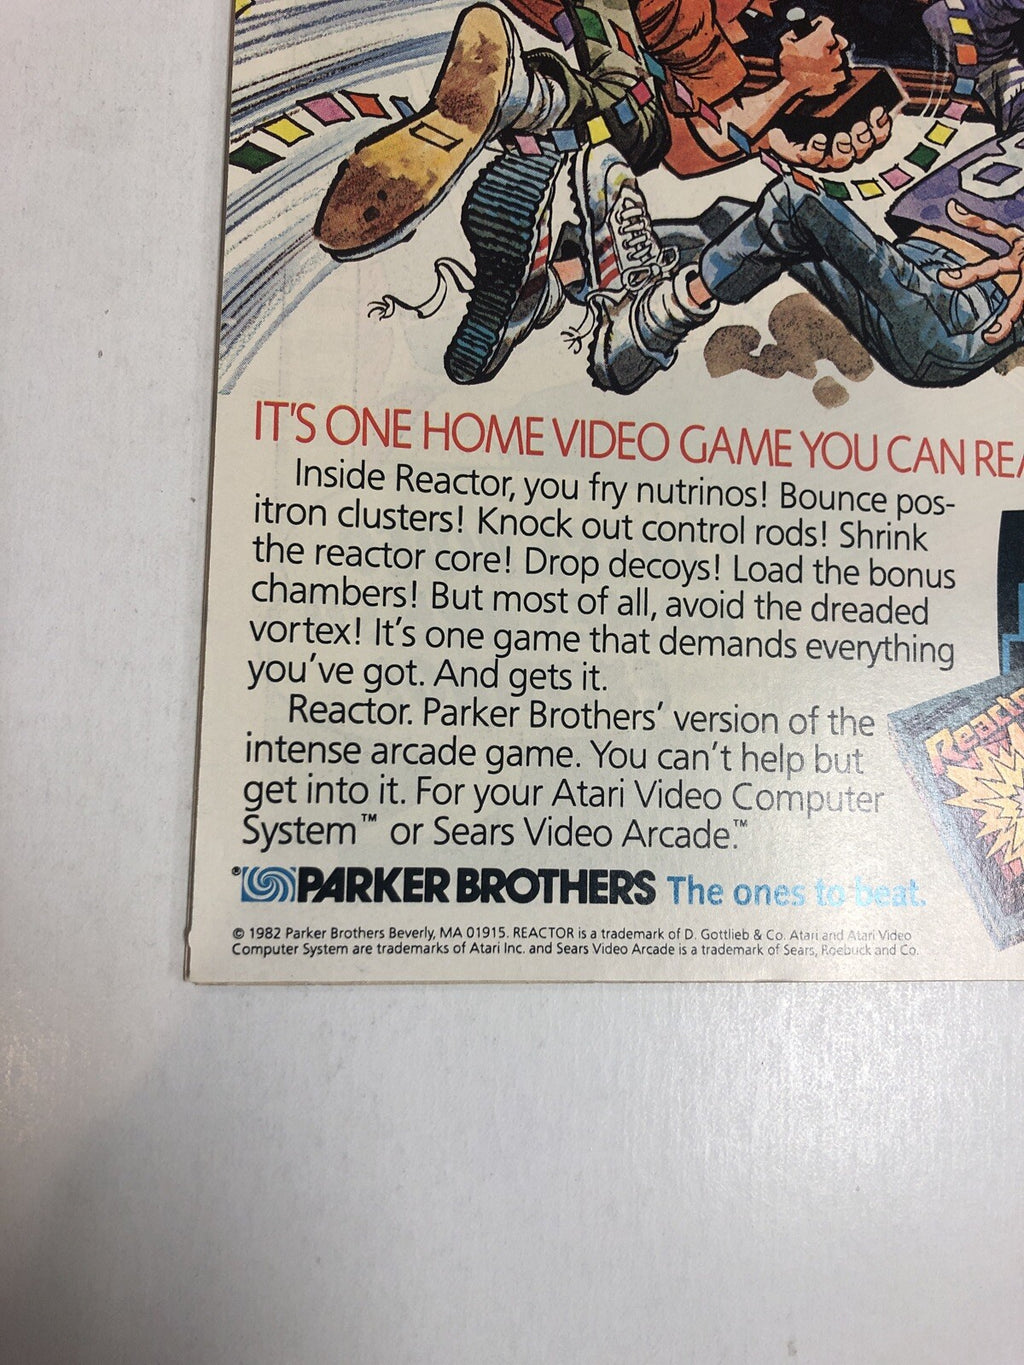 IT'S ONE HOME VIDEO GAME YOU CAN
Inside Reactor, you fry nutrinos! Bounce pos-
itron clusters! Knock out control rods! Shrink
the reactor core! Drop decoys! Load the bonus
chambers! But most of all, avoid the dreaded
vortex! It's one game that demands everything
you've got. And gets it.
Reactor. Parker Brothers' version of the
intense arcade game. You can't help but
get into it. For your Atari Video Computer
System™ or Sears Video Arcade.™
PARKER BROTHERS The ones to beat.
© 1982 Parker Brothers Beverly, MA 01915. REACTOR is a trademark of D. Gottlieb & Co. Atari and Atari Video
Computer System are trademarks of Atari Inc. and Sears Video Arcade is a trademark of Sears, Roebuck and Co.